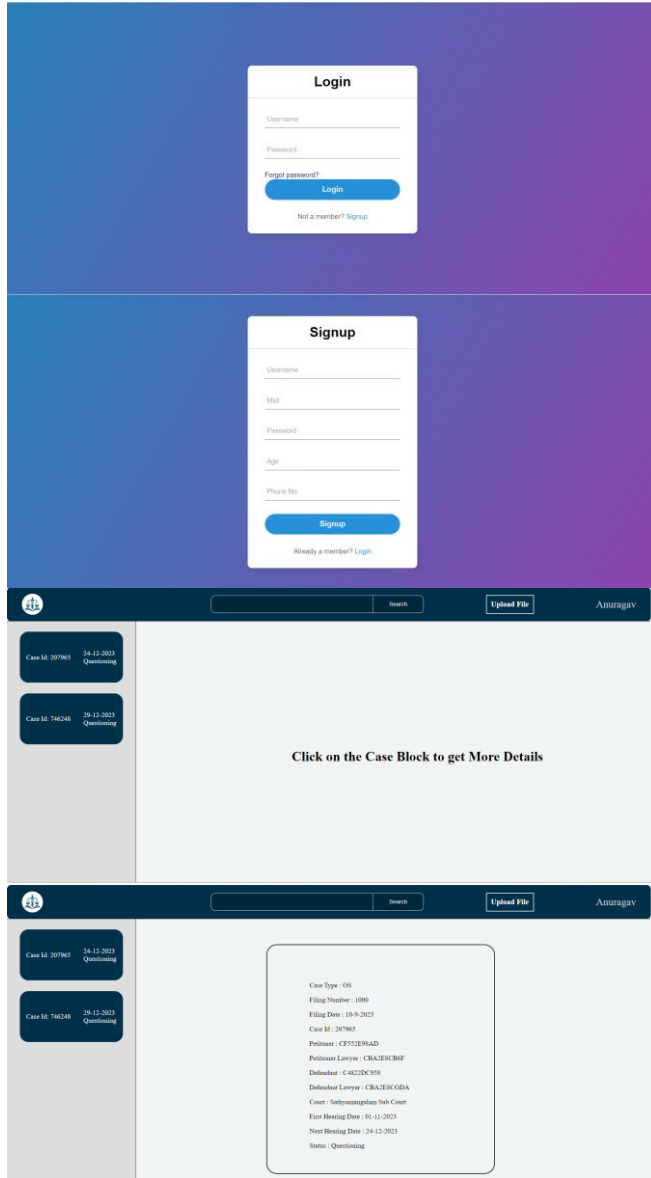 Login
Username
Password
Forgot password?
Login
Not a member? Signup
Signup
Username
Mail
Password
Age
Phone No
Signup
Already a member? Login
Search
Upload File
Anuragav
Case Id: 207965
24-12-2023
Questioning
Case Id: 746248
29-12-2023
Questioning
Click on the Case Block to get More Details
Search
Upload File
Anuragav
Case Id: 207965
24-12-2023
Questioning
Case Id: 746248
29-12-2023
Questioning
Case Type : OS
Filing Number : 1000
Filing Date : 10-9-2023
Case Id : 207965
Petitoner : CF552E98AD
Petitioner Lawyer : CBA2E8CB6F
Defendant : C4822DC958
Defendant Lawyer : CBA2E8CGDA
Court : Sathyamangalam Sub Court
First Hearing Date : 01-11-2023
Next Hearing Date : 24-12-2023
Status : Questioning